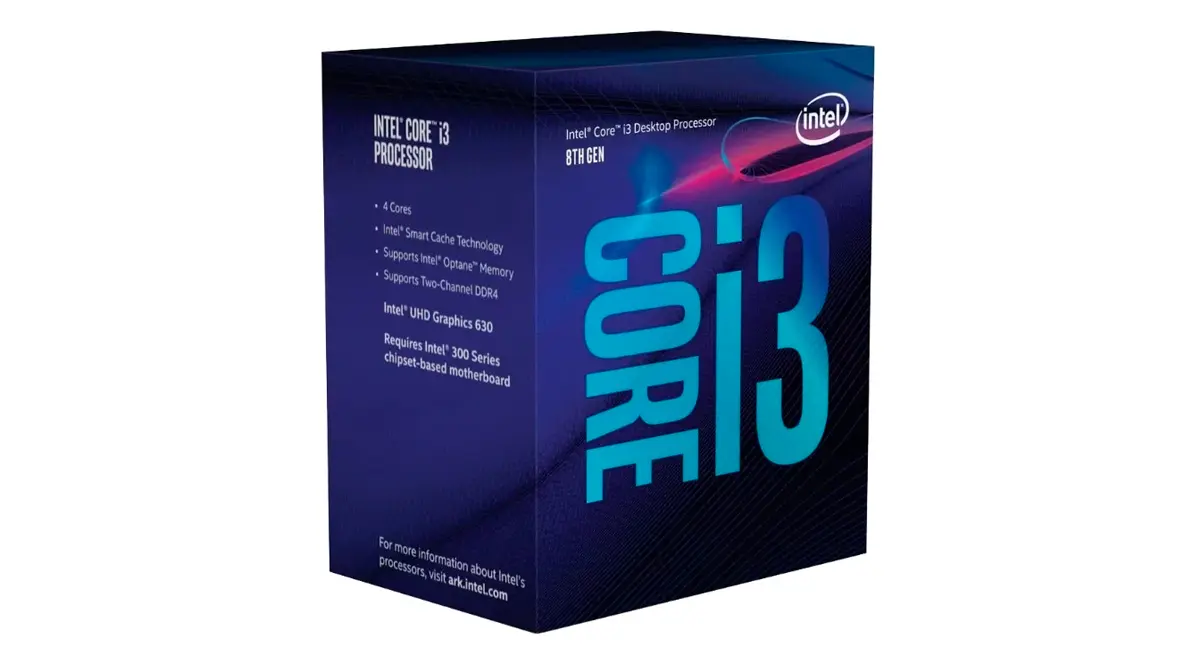 INTEL® CORE™ i3
PROCESSOR
• 4 Cores
• Intel® Smart Cache Technology
• Supports Intel® Optane™ Memory
• Supports Two-Channel DDR4
Intel® UHD Graphics 630
Requires Intel® 300 Series
chipset-based motherboard
For more information about Intel's
processors, visit ark.intel.com
Intel® Core™ i3 Desktop Processor
8TH GEN
intel®
CORE i3